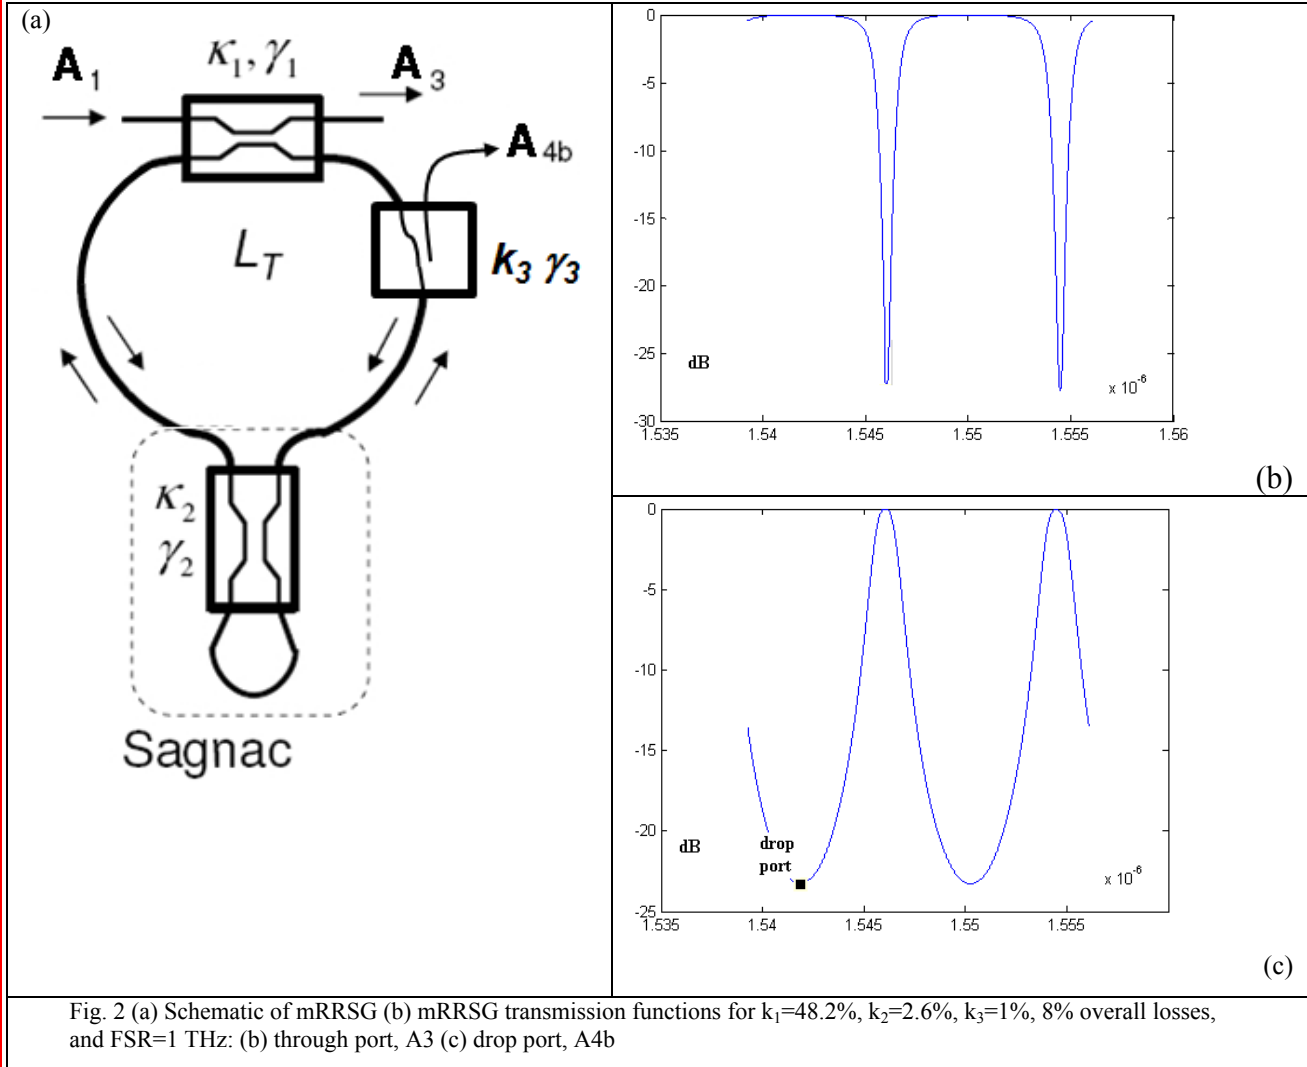 (a)
A1
κ1, γ1
A3
A4b
LT
k3 γ3
κ2
γ2
Sagnac
0
-5
-10
-15
-20
-25
-30
dB
x 10-6
1.535 1.54 1.545 1.55 1.555 1.56
(b)
0
-5
-10
-15
-20
-25
dB
drop
port
x 10-6
1.535 1.54 1.545 1.55 1.555
(c)
Fig. 2 (a) Schematic of mRRSG (b) mRRSG transmission functions for k1=48.2%, k2=2.6%, k3=1%, 8% overall losses,
and FSR=1 THz: (b) through port, A3 (c) drop port, A4b